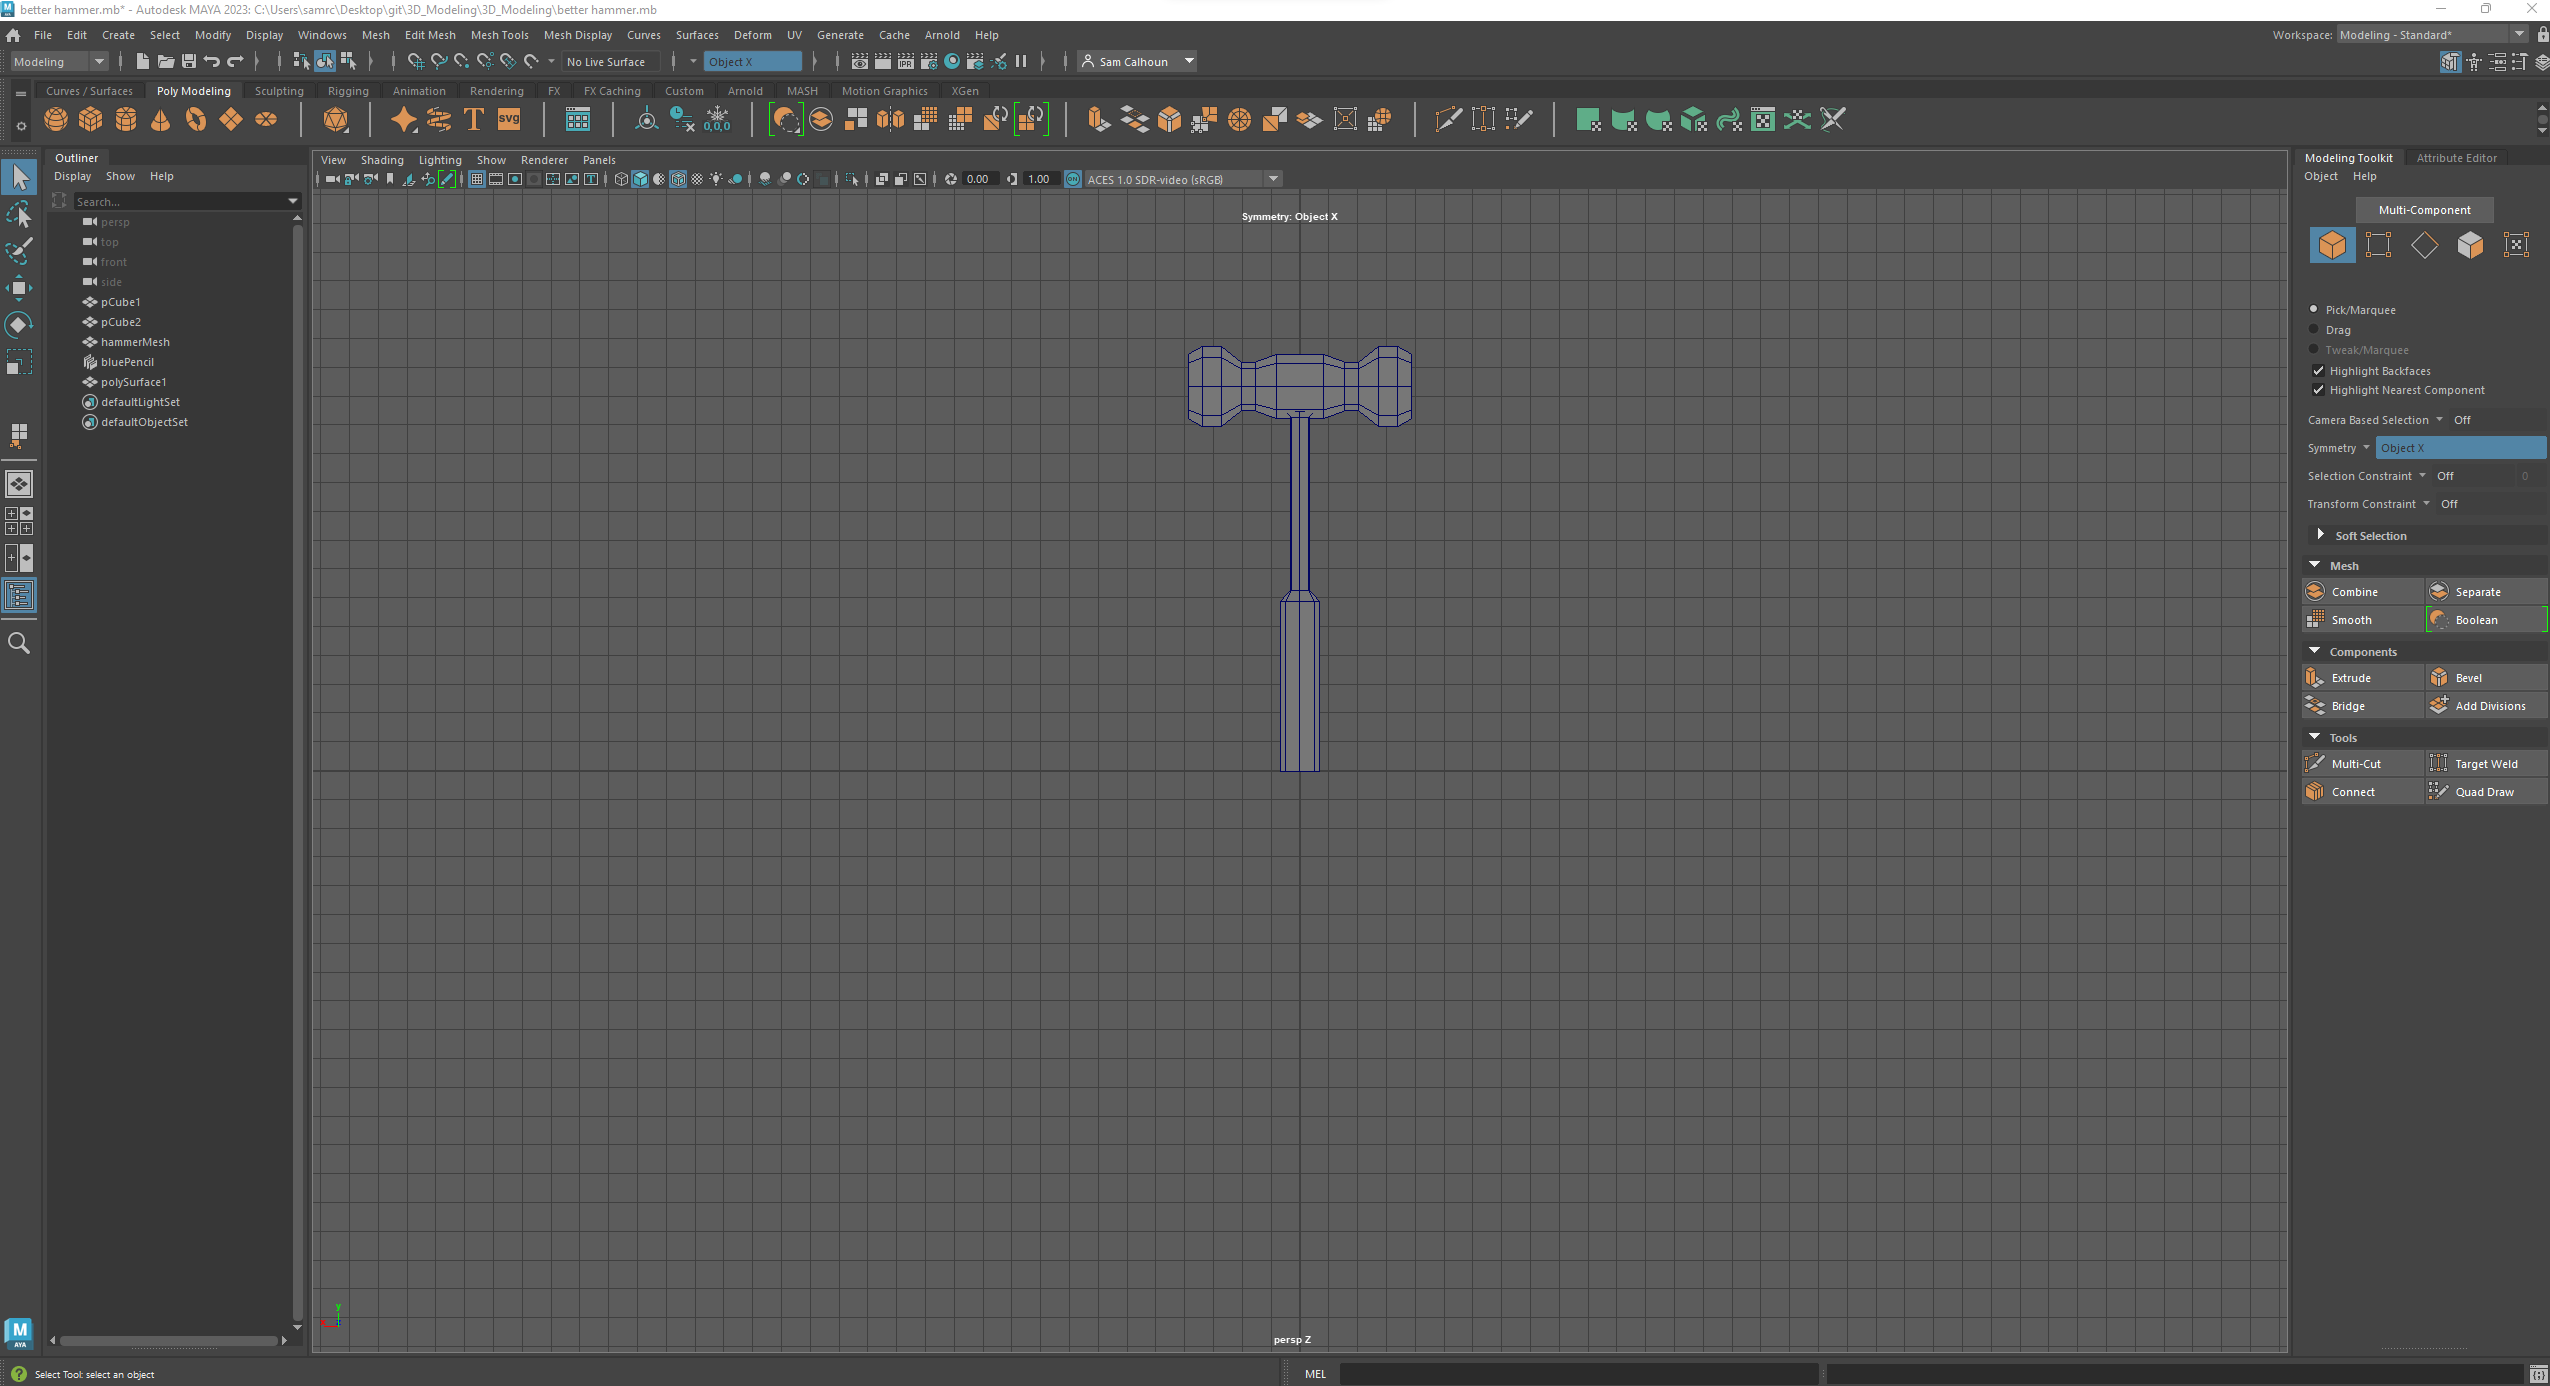 better hammer.mb* - Autodesk MAYA 2023: C:\Users\samrc\Desktop\git\3D_Modeling\3D_Modeling\better hammer.mb
File Edit Create Select Modify Display Windows Mesh Edit Mesh Mesh Tools Mesh Display Curves Surfaces Deform UV Generate Cache Arnold Help
Workspace: Modeling - Standard*
Modeling No Live Surface Object X IPR Sam Calhoun
Curves / Surfaces Poly Modeling Sculpting Rigging Animation Rendering FX FX Caching Custom Arnold MASH Motion Graphics XGen
T svg 0,0,0
Outliner
Display Show Help
Search...
persp
top
front
side
pCube1
pCube2
hammerMesh
bluePencil
polySurface1
defaultLightSet
defaultObjectSet
View Shading Lighting Show Renderer Panels
0.00 1.00 ON ACES 1.0 SDR-video (sRGB)
Symmetry: Object X
y
x
persp Z
Modeling Toolkit Attribute Editor
Object Help
Multi-Component
Pick/Marquee
Drag
Tweak/Marquee
Highlight Backfaces
Highlight Nearest Component
Camera Based Selection Off
Symmetry Object X
Selection Constraint Off 0
Transform Constraint Off
Soft Selection
Mesh
Combine Separate
Smooth Boolean
Components
Extrude Bevel
Bridge Add Divisions
Tools
Multi-Cut Target Weld
Connect Quad Draw
M
AYA
Select Tool: select an object
MEL